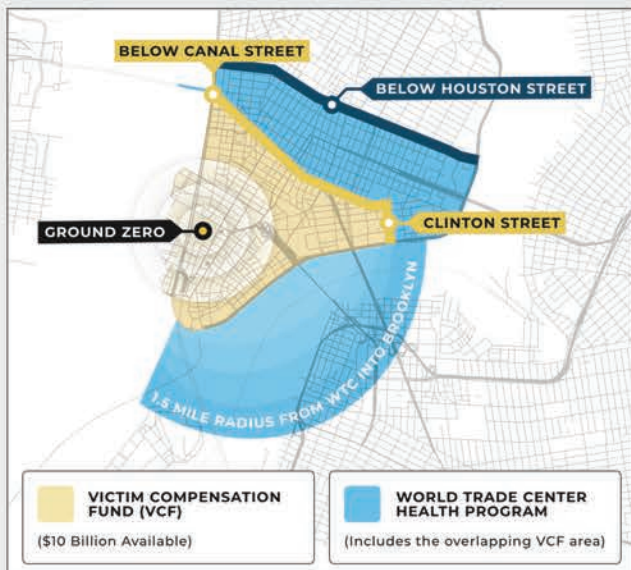 BELOW CANAL STREET
BELOW HOUSTON STREET
GROUND ZERO
CLINTON STREET
1.5 MILE RADIUS FROM WTC INTO BROOKLYN
VICTIM COMPENSATION
FUND (VCF)
($10 Billion Available)
WORLD TRADE CENTER
HEALTH PROGRAM
(Includes the overlapping VCF area)